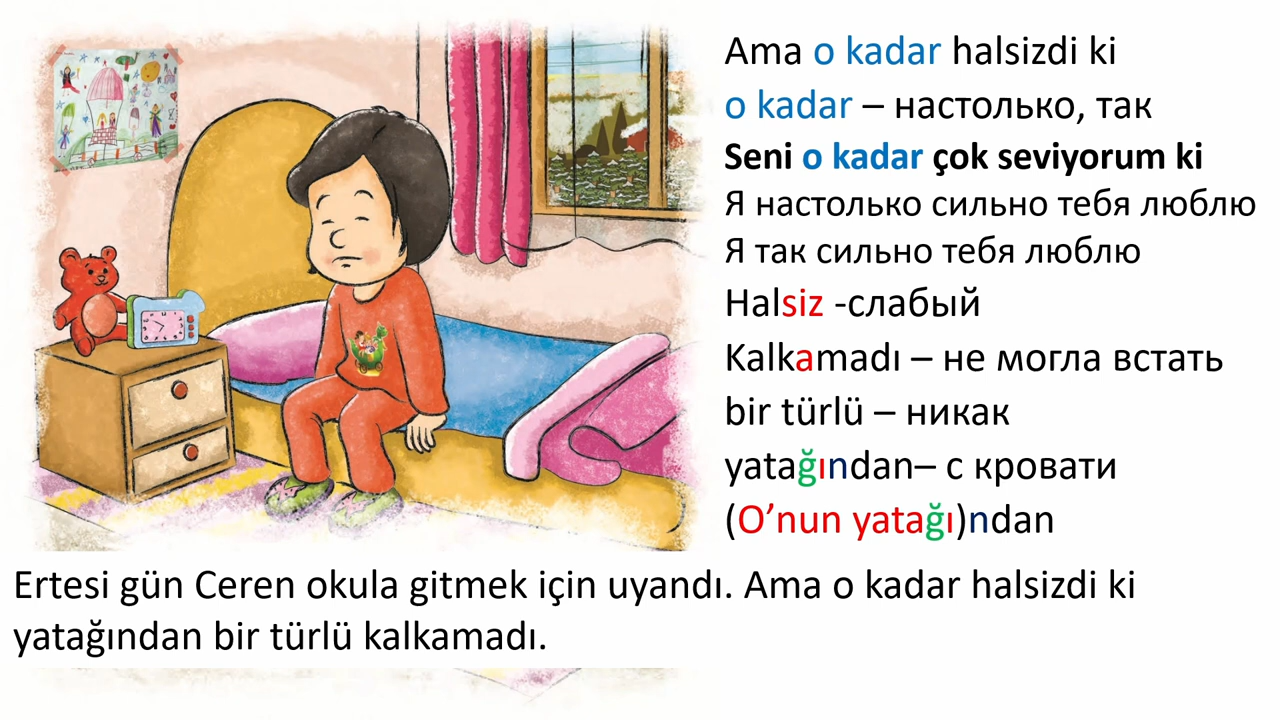 Ama o kadar halsizdi ki
o kadar – настолько, так
Seni o kadar çok seviyorum ki
Я настолько сильно тебя люблю
Я так сильно тебя люблю
Halsiz -слабый
Kalkamadı – не могла встать
bir türlü – никак
yatağından– с кровати
(O’nun yatağı)ndan
Ertesi gün Ceren okula gitmek için uyandı. Ama o kadar halsizdi ki
yatağından bir türlü kalkamadı.